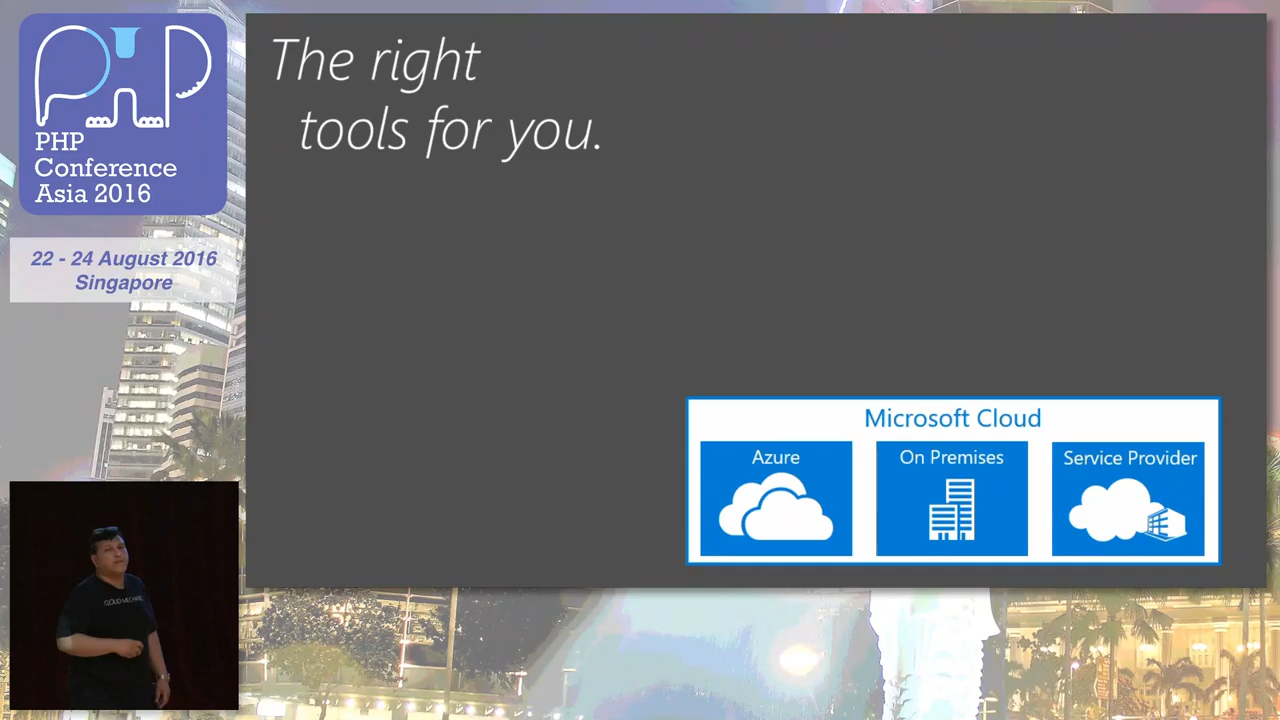 PHP
Conference
Asia 2016
22 - 24 August 2016
Singapore
The right
tools for you.
Microsoft Cloud
Azure
On Premises
Service Provider